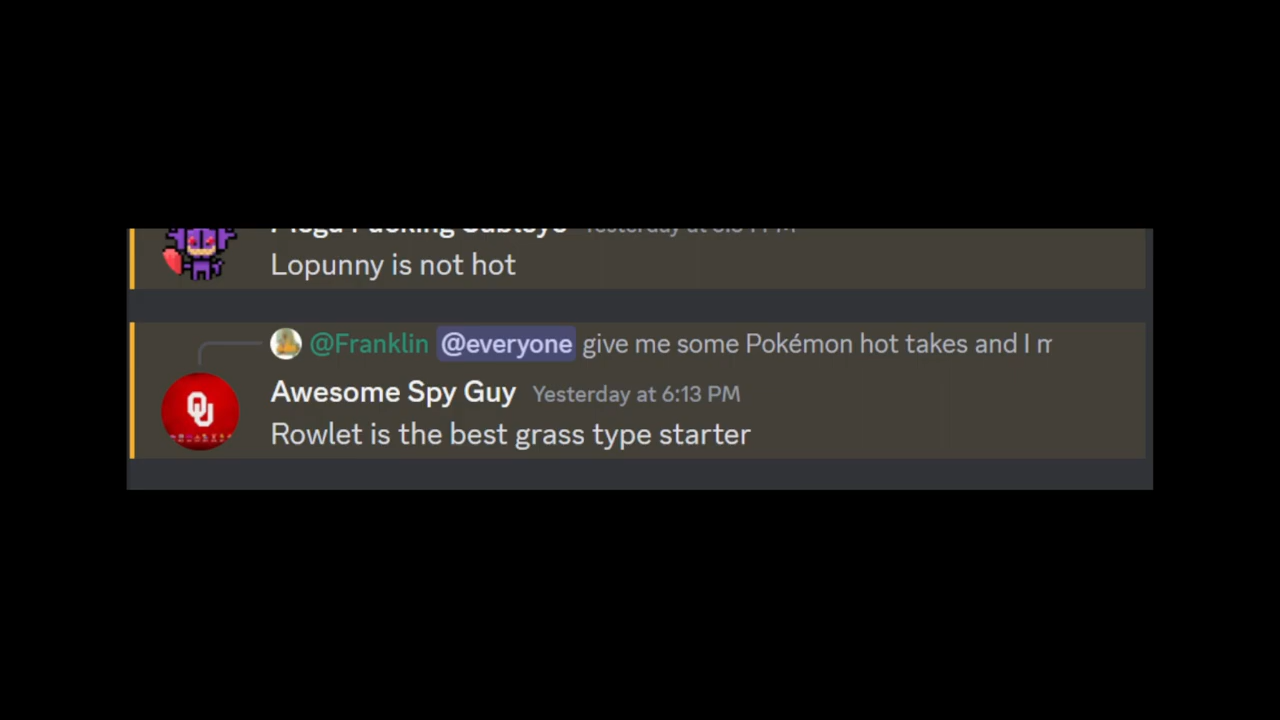 Lopunny is not hot
@Franklin @everyone give me some Pokémon hot takes and I
Awesome Spy Guy Yesterday at 6:13 PM
OU
Rowlet is the best grass type starter